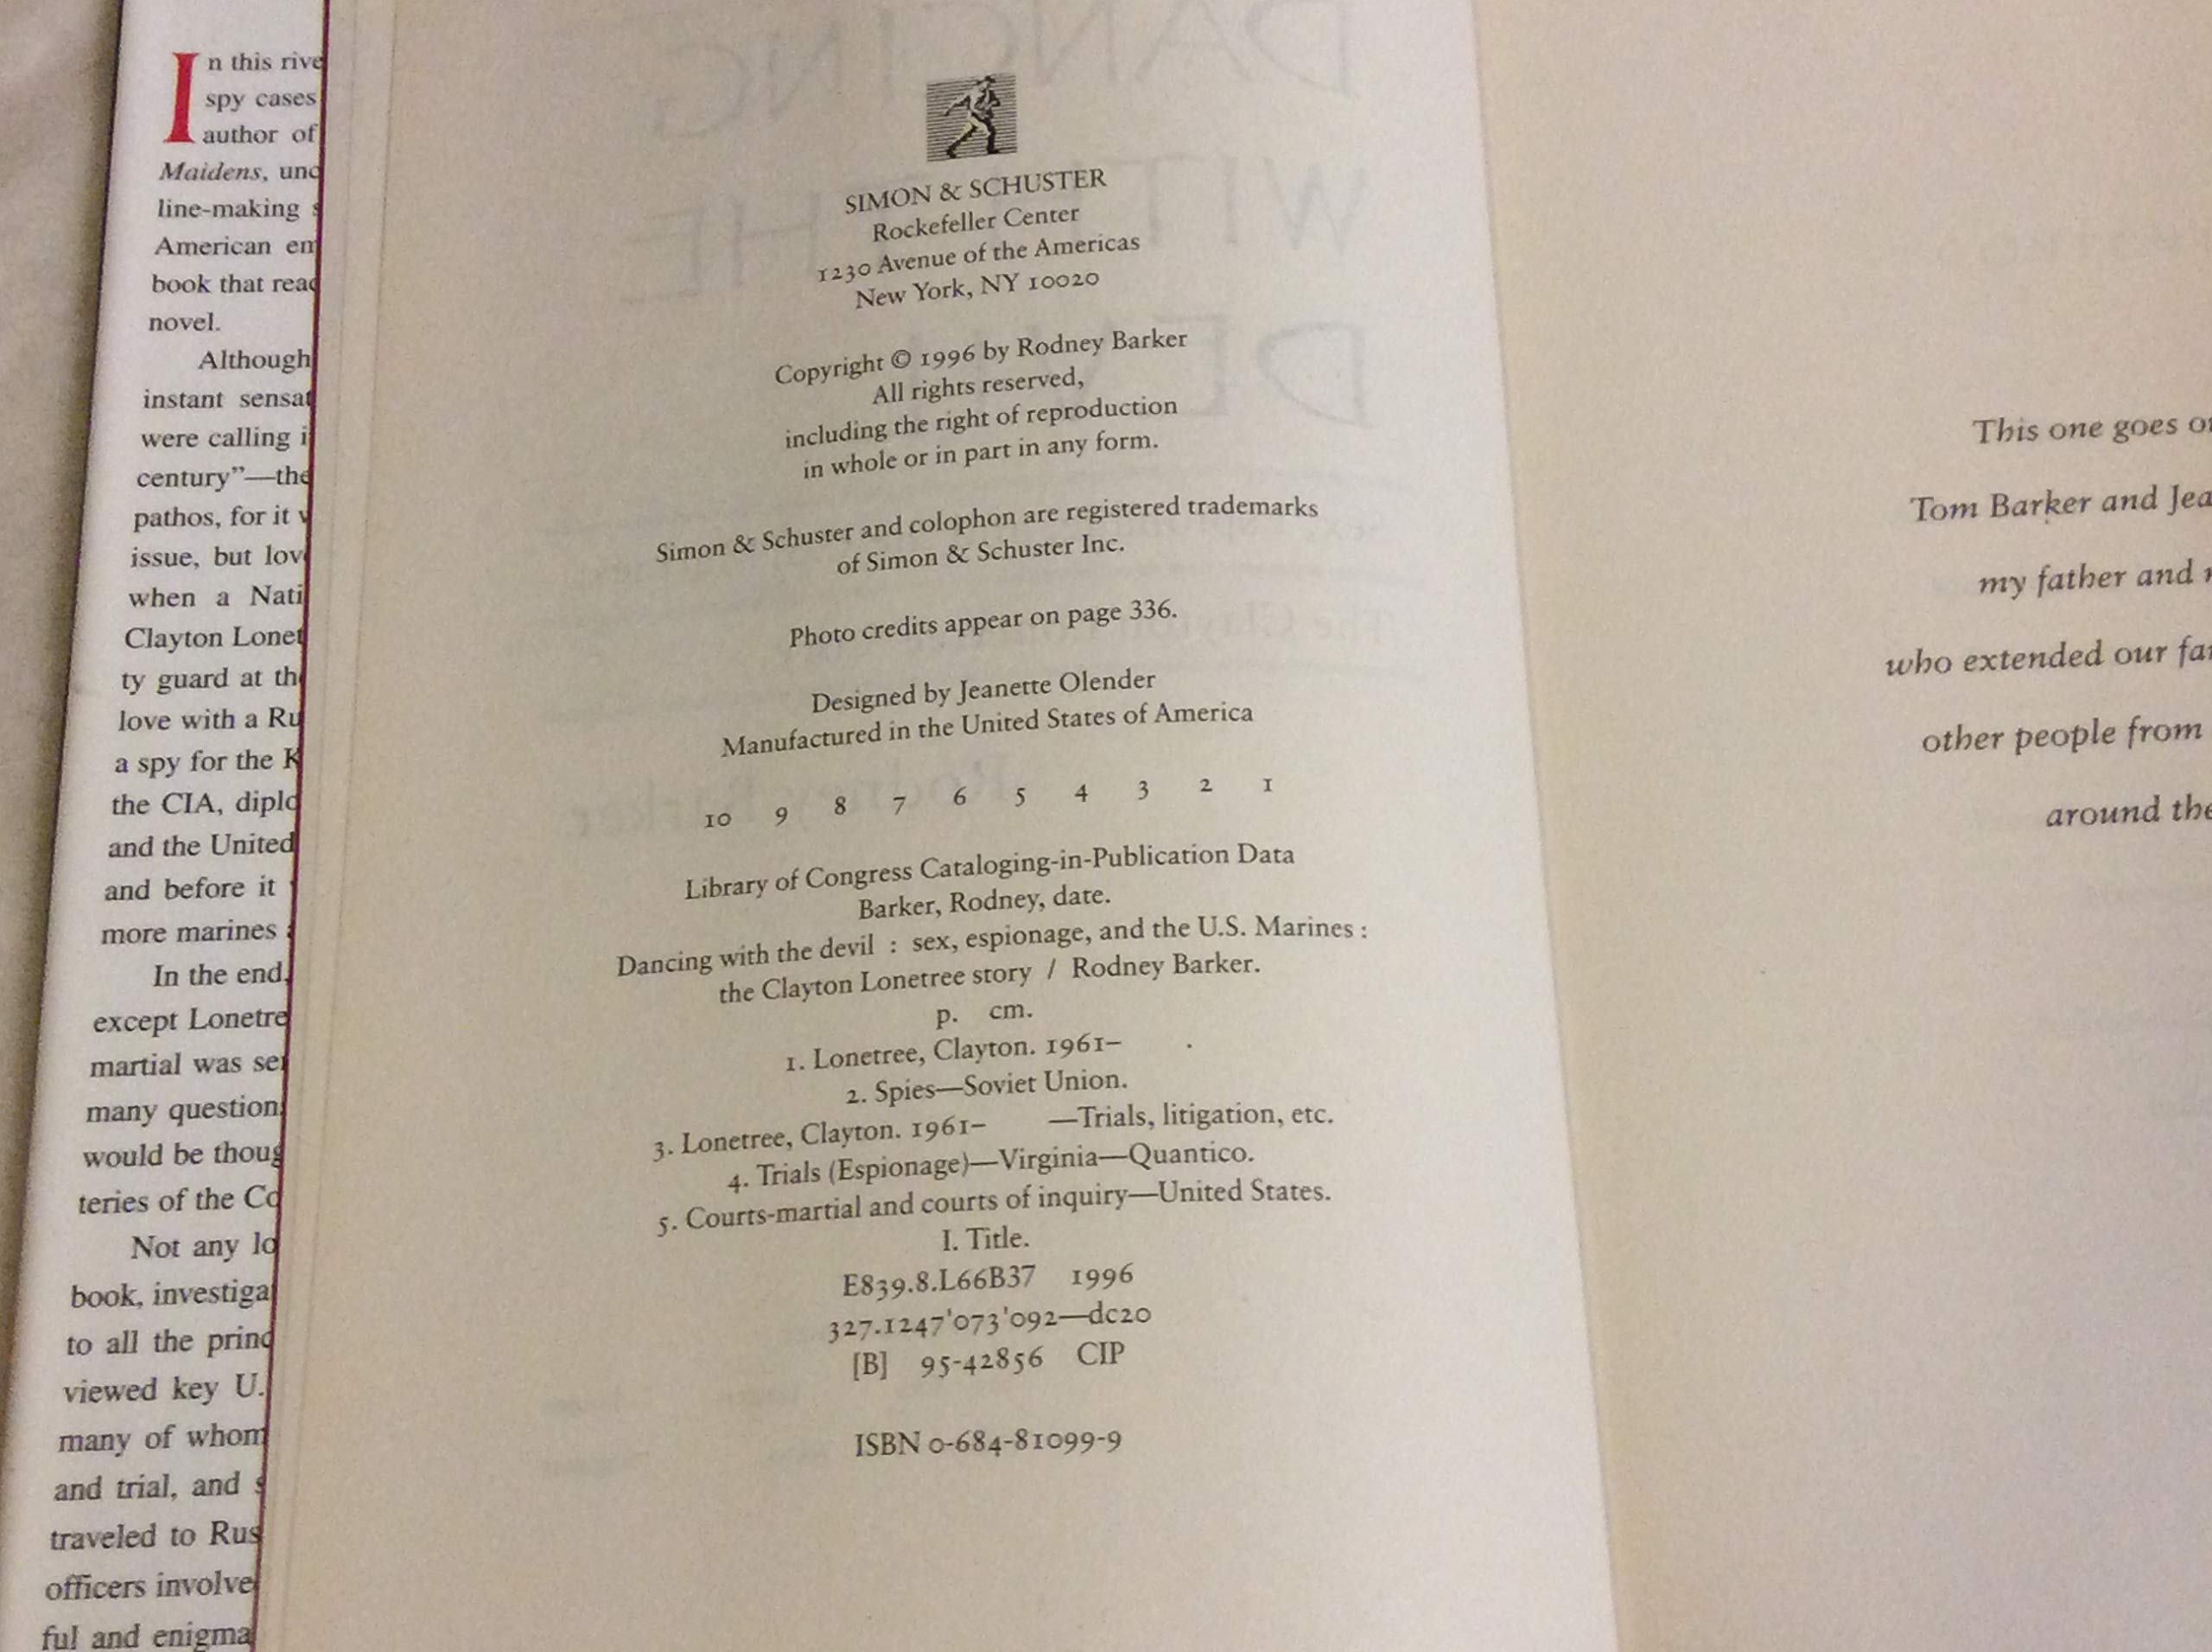 In this rive
spy cases
author of
Maidens, unc
line-making s
American em
book that read
novel.
Although
instant sensat
were calling i
century”—the
pathos, for it w
issue, but lov
when a Nati
Clayton Lonet
ty guard at th
love with a Ru
a spy for the K
the CIA, diplo
and the United
and before it
more marines
In the end,
except Lonetre
martial was se
many question
would be thoug
teries of the Co
Not any lo
book, investiga
to all the princ
viewed key U.
many of whom
and trial, and s
traveled to Rus
officers involve
ful and enigma
SIMON & SCHUSTER
Rockefeller Center
1230 Avenue of the Americas
New York, NY 10020
Copyright © 1996 by Rodney Barker
All rights reserved,
including the right of reproduction
in whole or in part in any form.
Simon & Schuster and colophon are registered trademarks
of Simon & Schuster Inc.
Photo credits appear on page 336.
Designed by Jeanette Olender
Manufactured in the United States of America
10 9 8 7 6 5 4 3 2 1
Library of Congress Cataloging-in-Publication Data
Barker, Rodney, date.
Dancing with the devil : sex, espionage, and the U.S. Marines :
the Clayton Lonetree story / Rodney Barker.
p. cm.
1. Lonetree, Clayton. 1961– .
2. Spies—Soviet Union.
3. Lonetree, Clayton. 1961– —Trials, litigation, etc.
4. Trials (Espionage)—Virginia—Quantico.
5. Courts-martial and courts of inquiry—United States.
I. Title.
E839.8.L66B37 1996
327.1247'073'092—dc20
[B] 95-42856 CIP
ISBN 0-684-81099-9
This one goes
Tom Barker and Jea
my father and
who extended our fa
other people from
around the